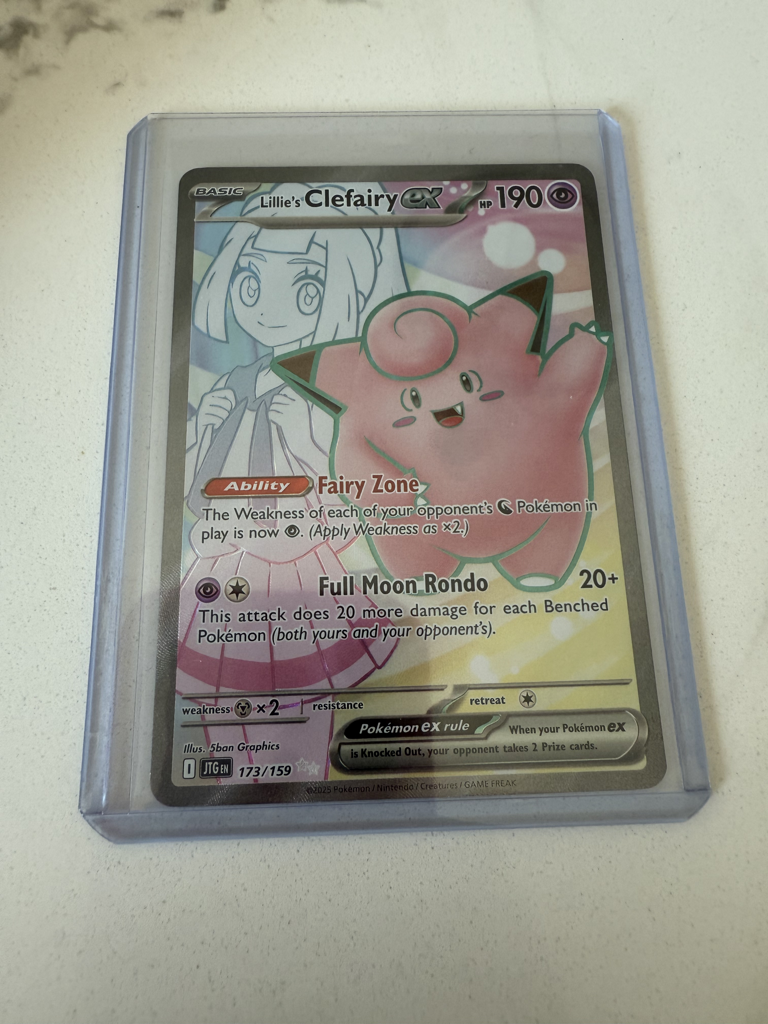 BASIC Lillie's Clefairy ex HP 190
Ability Fairy Zone
The Weakness of each of your opponent's Pokémon in
play is now . (Apply Weakness as ×2.)
Full Moon Rondo 20+
This attack does 20 more damage for each Benched
Pokémon (both yours and your opponent's).
weakness ×2 resistance retreat
Pokémon ex rule When your Pokémon ex
is Knocked Out, your opponent takes 2 Prize cards.
Illus. 5ban Graphics
I JTG EN 173/159
©2025 Pokémon / Nintendo / Creatures / GAME FREAK